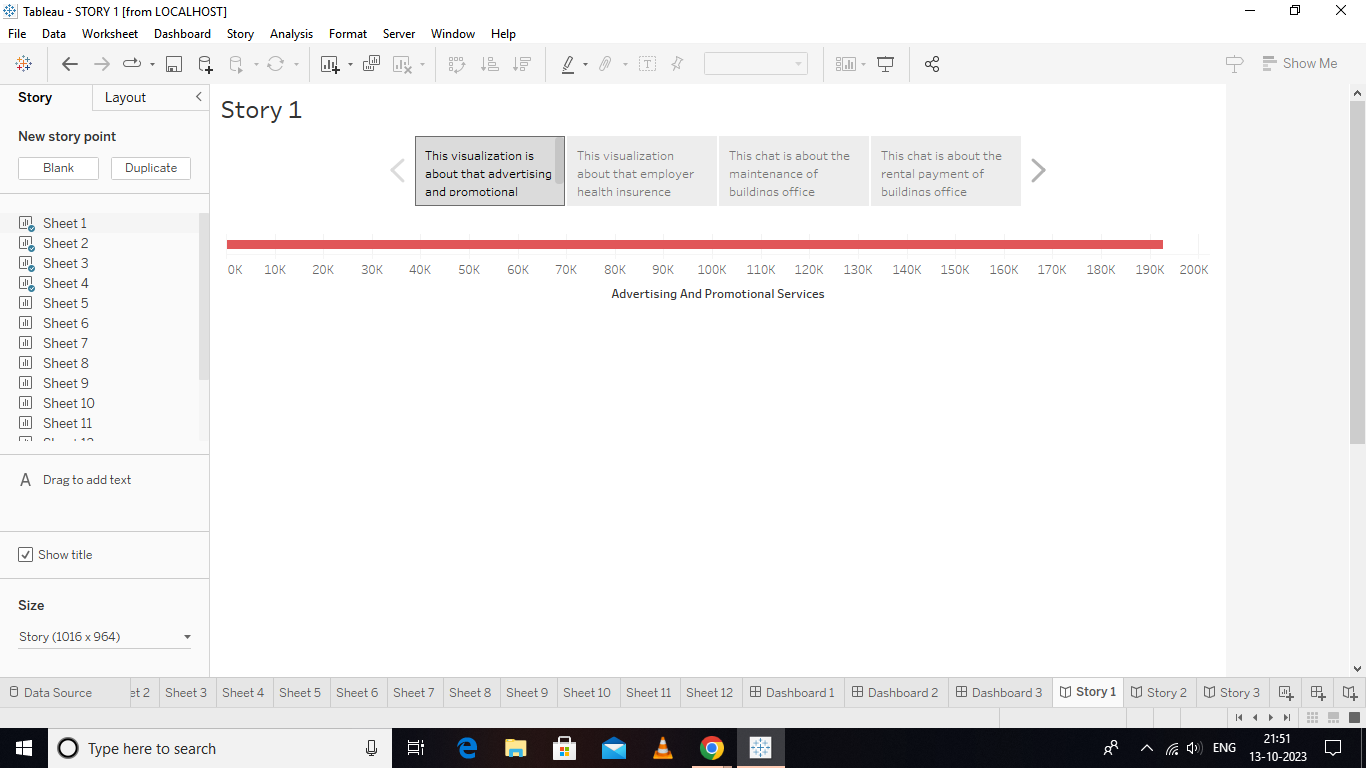 Tableau - STORY 1 [from LOCALHOST]
File Data Worksheet Dashboard Story Analysis Format Server Window Help
Show Me
Story Layout
New story point
Blank Duplicate
Sheet 1
Sheet 2
Sheet 3
Sheet 4
Sheet 5
Sheet 6
Sheet 7
Sheet 8
Sheet 9
Sheet 10
Sheet 11
A Drag to add text
Show title
Size
Story (1016 x 964)
Story 1
This visualization is
about that advertising
and promotional
This visualization
about that employer
health insurence
This chat is about the
maintenance of
buildings office
This chat is about the
rental payment of
buildings office
0K 10K 20K 30K 40K 50K 60K 70K 80K 90K 100K 110K 120K 130K 140K 150K 160K 170K 180K 190K 200K
Advertising And Promotional Services
Data Source et 2 Sheet 3 Sheet 4 Sheet 5 Sheet 6 Sheet 7 Sheet 8 Sheet 9 Sheet 10 Sheet 11 Sheet 12 Dashboard 1 Dashboard 2 Dashboard 3 Story 1 Story 2 Story 3
Type here to search
ENG
21:51
13-10-2023